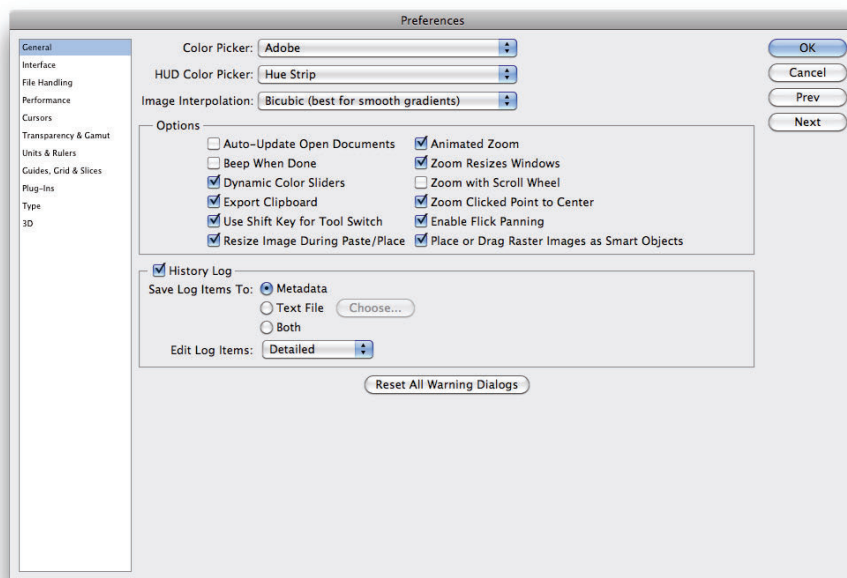 Preferences
General
Interface
File Handling
Performance
Cursors
Transparency & Gamut
Units & Rulers
Guides, Grid & Slices
Plug-Ins
Type
3D
Color Picker: Adobe
HUD Color Picker: Hue Strip
Image Interpolation: Bicubic (best for smooth gradients)
OK
Cancel
Prev
Next
Options
Auto-Update Open Documents
Beep When Done
Dynamic Color Sliders
Export Clipboard
Use Shift Key for Tool Switch
Resize Image During Paste/Place
Animated Zoom
Zoom Resizes Windows
Zoom with Scroll Wheel
Zoom Clicked Point to Center
Enable Flick Panning
Place or Drag Raster Images as Smart Objects
History Log
Save Log Items To: Metadata
Text File Choose...
Both
Edit Log Items: Detailed
Reset All Warning Dialogs